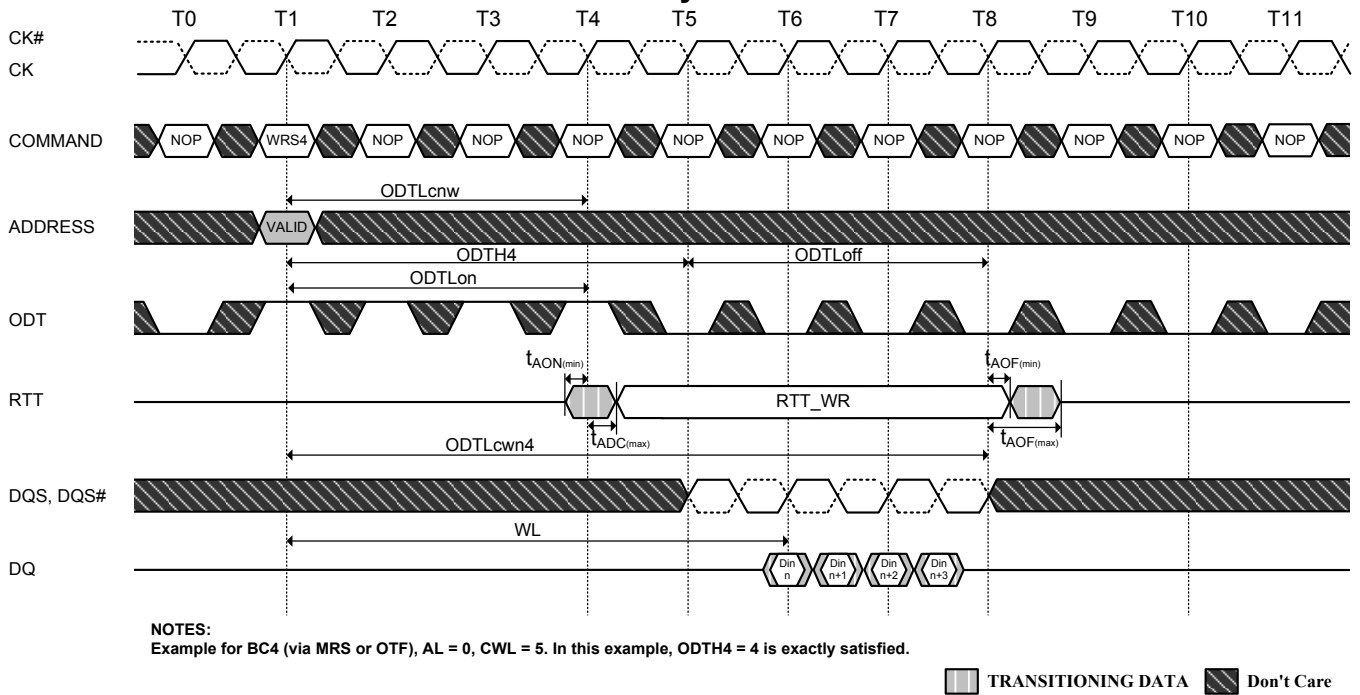 T0 T1 T2 T3 T4 T5 T6 T7 T8 T9 T10 T11
CK#
CK
COMMAND NOP WRS4 NOP NOP NOP NOP NOP NOP NOP NOP NOP NOP
ODTLcnw
ADDRESS VALID
ODTH4 ODTLoff
ODTLon
ODT
tAON(min) tAOF(min)
RTT RTT_WR
tADC(max) tAOF(max)
ODTLcwn4
DQS, DQS#
WL
DQ Din n Din n+1 Din n+2 Din n+3
NOTES:
Example for BC4 (via MRS or OTF), AL = 0, CWL = 5. In this example, ODTH4 = 4 is exactly satisfied.
TRANSITIONING DATA Don't Care